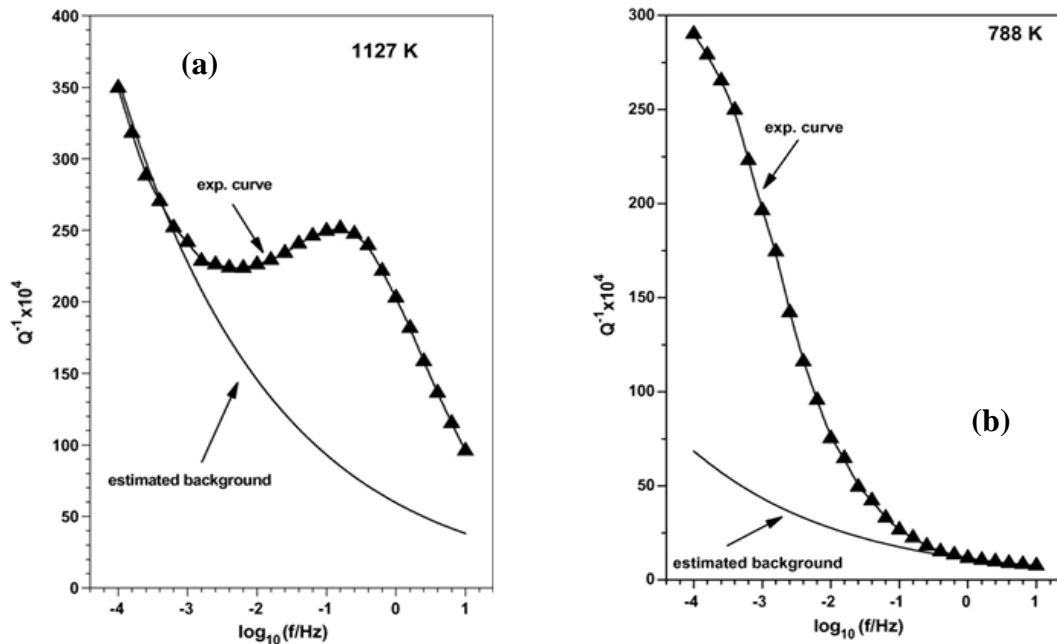 400
350
300
250
200
150
100
50
0
Q⁻¹x10⁴
(a)
1127 K
exp. curve
estimated background
-4 -3 -2 -1 0 1
log₁₀ (f/Hz)
300
250
200
150
100
50
0
Q⁻¹x10⁴
788 K
exp. curve
(b)
estimated background
-4 -3 -2 -1 0 1
log₁₀ (f/Hz)